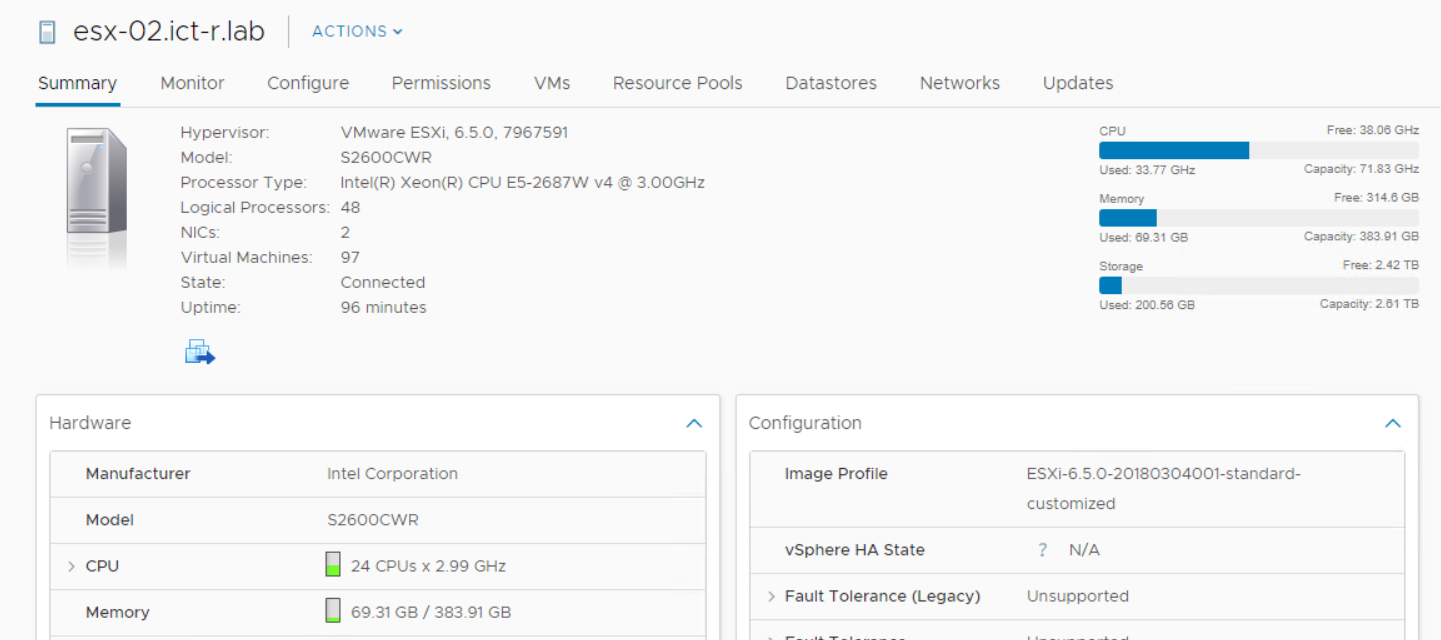 esx-02.ict-r.lab ACTIONS
Summary Monitor Configure Permissions VMs Resource Pools Datastores Networks Updates
Hypervisor: VMware ESXi, 6.5.0, 7967591
Model: S2600CWR
Processor Type: Intel(R) Xeon(R) CPU E5-2687W v4 @ 3.00GHz
Logical Processors: 48
NICs: 2
Virtual Machines: 97
State: Connected
Uptime: 96 minutes
CPU Free: 38.06 GHz
Used: 33.77 GHz Capacity: 71.83 GHz
Memory Free: 314.6 GB
Used: 69.31 GB Capacity: 383.91 GB
Storage Free: 2.42 TB
Used: 200.56 GB Capacity: 2.61 TB
Hardware
Manufacturer Intel Corporation
Model S2600CWR
CPU 24 CPUs x 2.99 GHz
Memory 69.31 GB / 383.91 GB
Configuration
Image Profile ESXi-6.5.0-20180304001-standard-
customized
vSphere HA State ? N/A
Fault Tolerance (Legacy) Unsupported